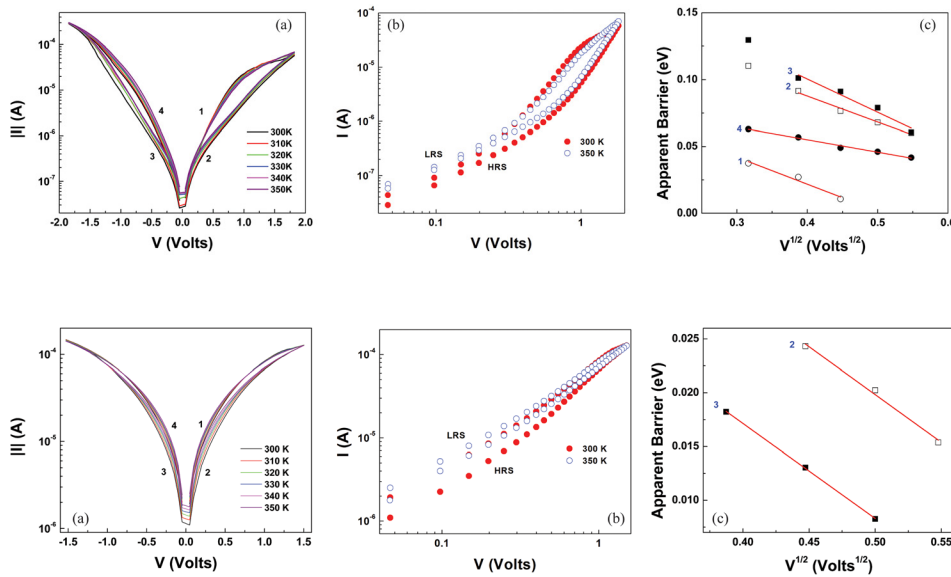 (a)
|I| (A)
10⁻⁴
10⁻⁵
10⁻⁶
10⁻⁷
1
4
3
2
300K
310K
320K
330K
340K
350K
-2.0 -1.5 -1.0 -0.5 0.0 0.5 1.0 1.5 2.0
V (Volts)
(b)
I (A)
10⁻⁴
10⁻⁵
10⁻⁶
10⁻⁷
LRS
HRS
300 K
350 K
0.1 1
V (Volts)
(c)
Apparent Barrier (eV)
0.15
0.10
0.05
0.00
3
2
4
1
0.3 0.4 0.5
V^1/2 (Volts^1/2)
|I| (A)
10⁻⁴
10⁻⁵
10⁻⁶
4
1
3
2
300 K
310 K
320 K
330 K
340 K
350 K
(a)
-1.5 -1.0 -0.5 0.0 0.5 1.0 1.5
V (Volts)
I (A)
10⁻⁴
10⁻⁵
10⁻⁶
LRS
HRS
300 K
350 K
(b)
0.1 1
V (Volts)
Apparent Barrier (eV)
0.025
0.020
0.015
0.010
2
3
(c)
0.40 0.45 0.50 0.55
V^1/2 (Volts^1/2)